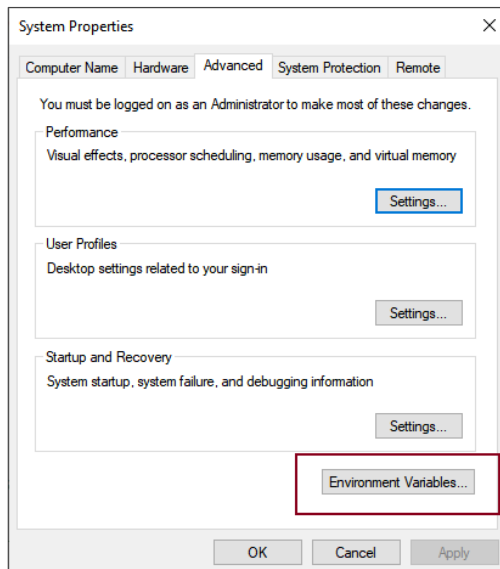 System Properties
Computer Name Hardware Advanced System Protection Remote
You must be logged on as an Administrator to make most of these changes.
Performance
Visual effects, processor scheduling, memory usage, and virtual memory
Settings...
User Profiles
Desktop settings related to your sign-in
Settings...
Startup and Recovery
System startup, system failure, and debugging information
Settings...
Environment Variables...
OK Cancel Apply